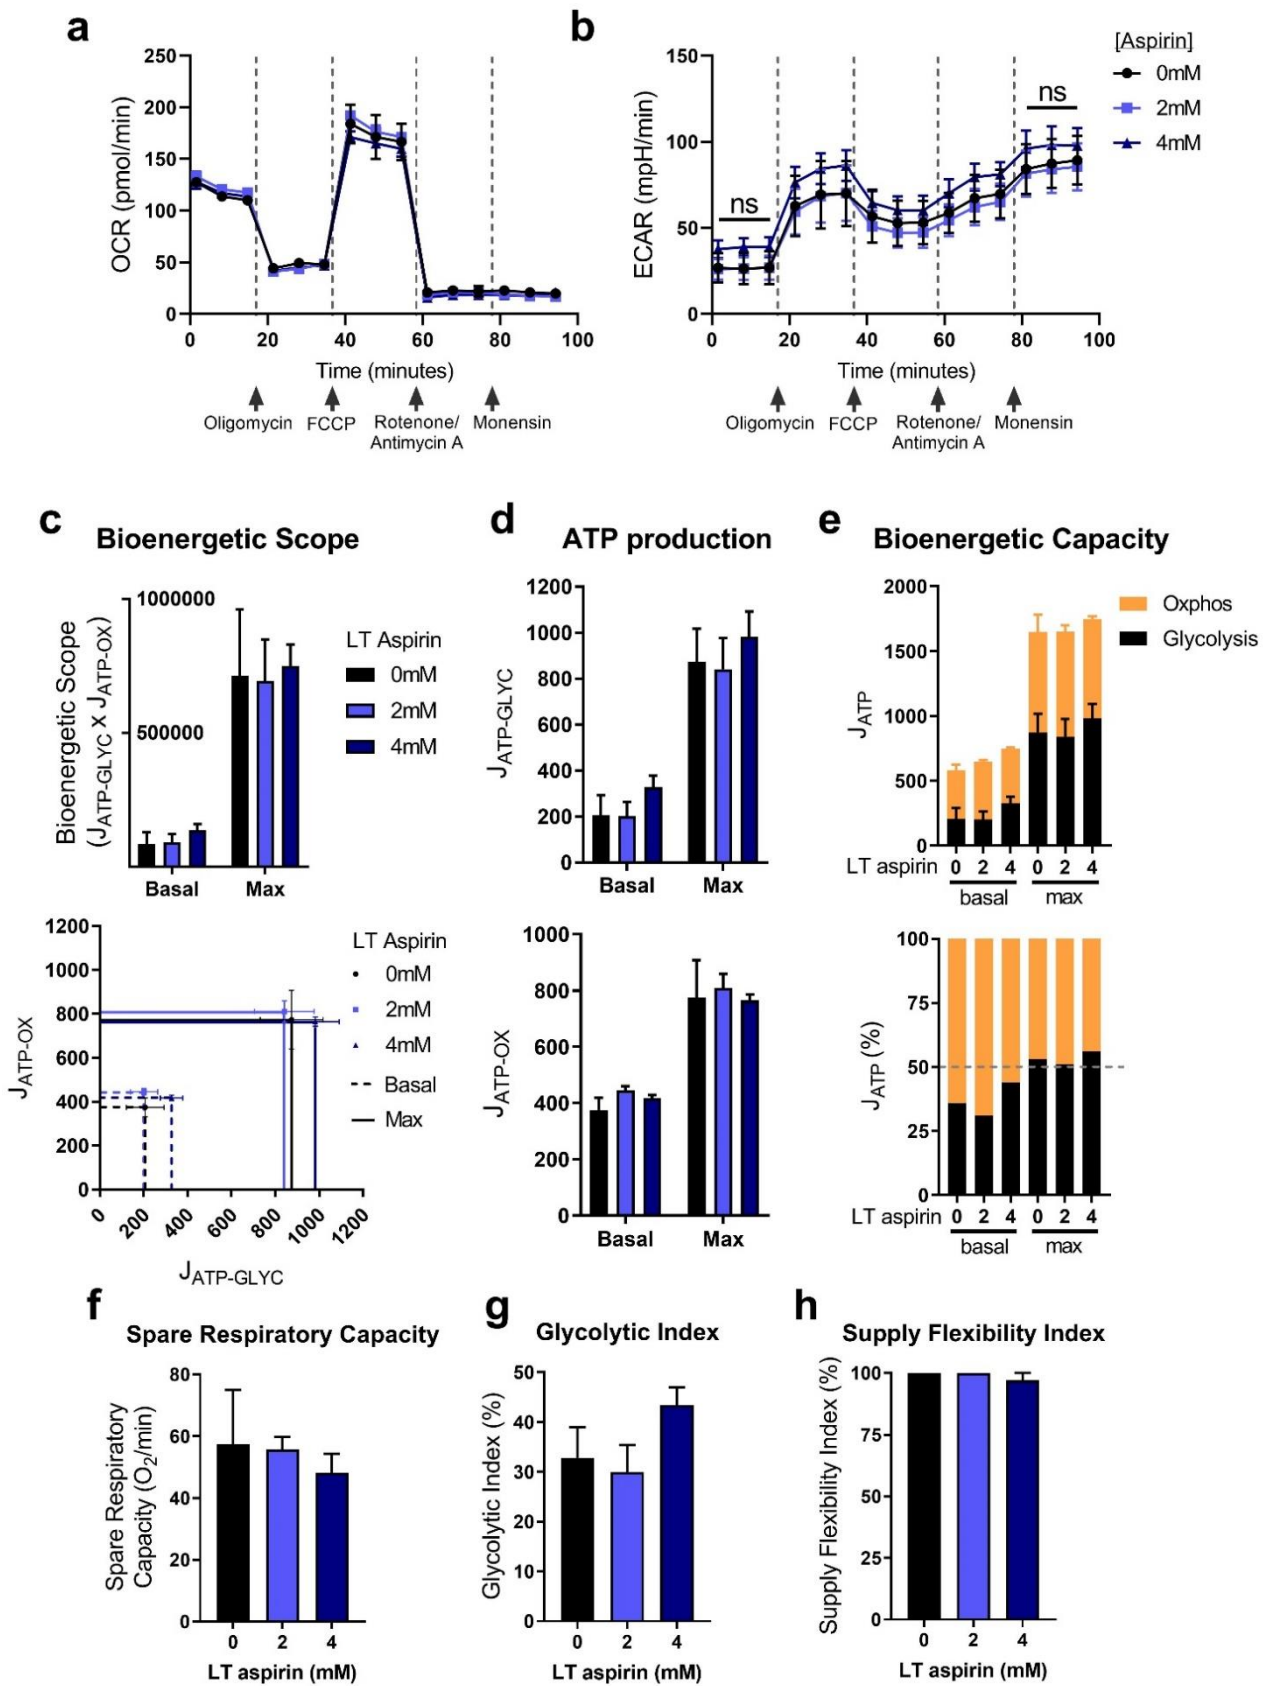 a
OCR (pmol/min)
250
200
150
100
50
0
0 20 40 60 80 100
Time (minutes)
Oligomycin FCCP Rotenone/ Monensin
Antimycin A
b
ECAR (mpH/min)
150
100
50
0
ns
ns
0 20 40 60 80 100
Time (minutes)
Oligomycin FCCP Rotenone/ Monensin
Antimycin A
[Aspirin]
0mM
2mM
4mM
c
Bioenergetic Scope
Bioenergetic Scope
(JATP-GLYC x JATP-OX)
1000000
500000
Basal Max
LT Aspirin
0mM
2mM
4mM
JATP-OX
1200
1000
800
600
400
200
0
0 200 400 600 800 1000 1200
JATP-GLYC
LT Aspirin
0mM
2mM
4mM
Basal
Max
d
ATP production
JATP-GLYC
1200
1000
800
600
400
200
0
Basal Max
JATP-OX
1000
800
600
400
200
0
Basal Max
e
Bioenergetic Capacity
JATP
2000
1500
1000
500
0
LT aspirin 0 2 4 0 2 4
basal max
Oxphos
Glycolysis
JATP (%)
100
75
50
25
0
LT aspirin 0 2 4 0 2 4
basal max
f
Spare Respiratory Capacity
Spare Respiratory
Capacity (O2/min)
80
60
40
20
0
0 2 4
LT aspirin (mM)
g
Glycolytic Index
Glycolytic Index (%)
50
40
30
20
10
0
0 2 4
LT aspirin (mM)
h
Supply Flexibility Index
Supply Flexibility Index (%)
100
75
50
25
0
0 2 4
LT aspirin (mM)